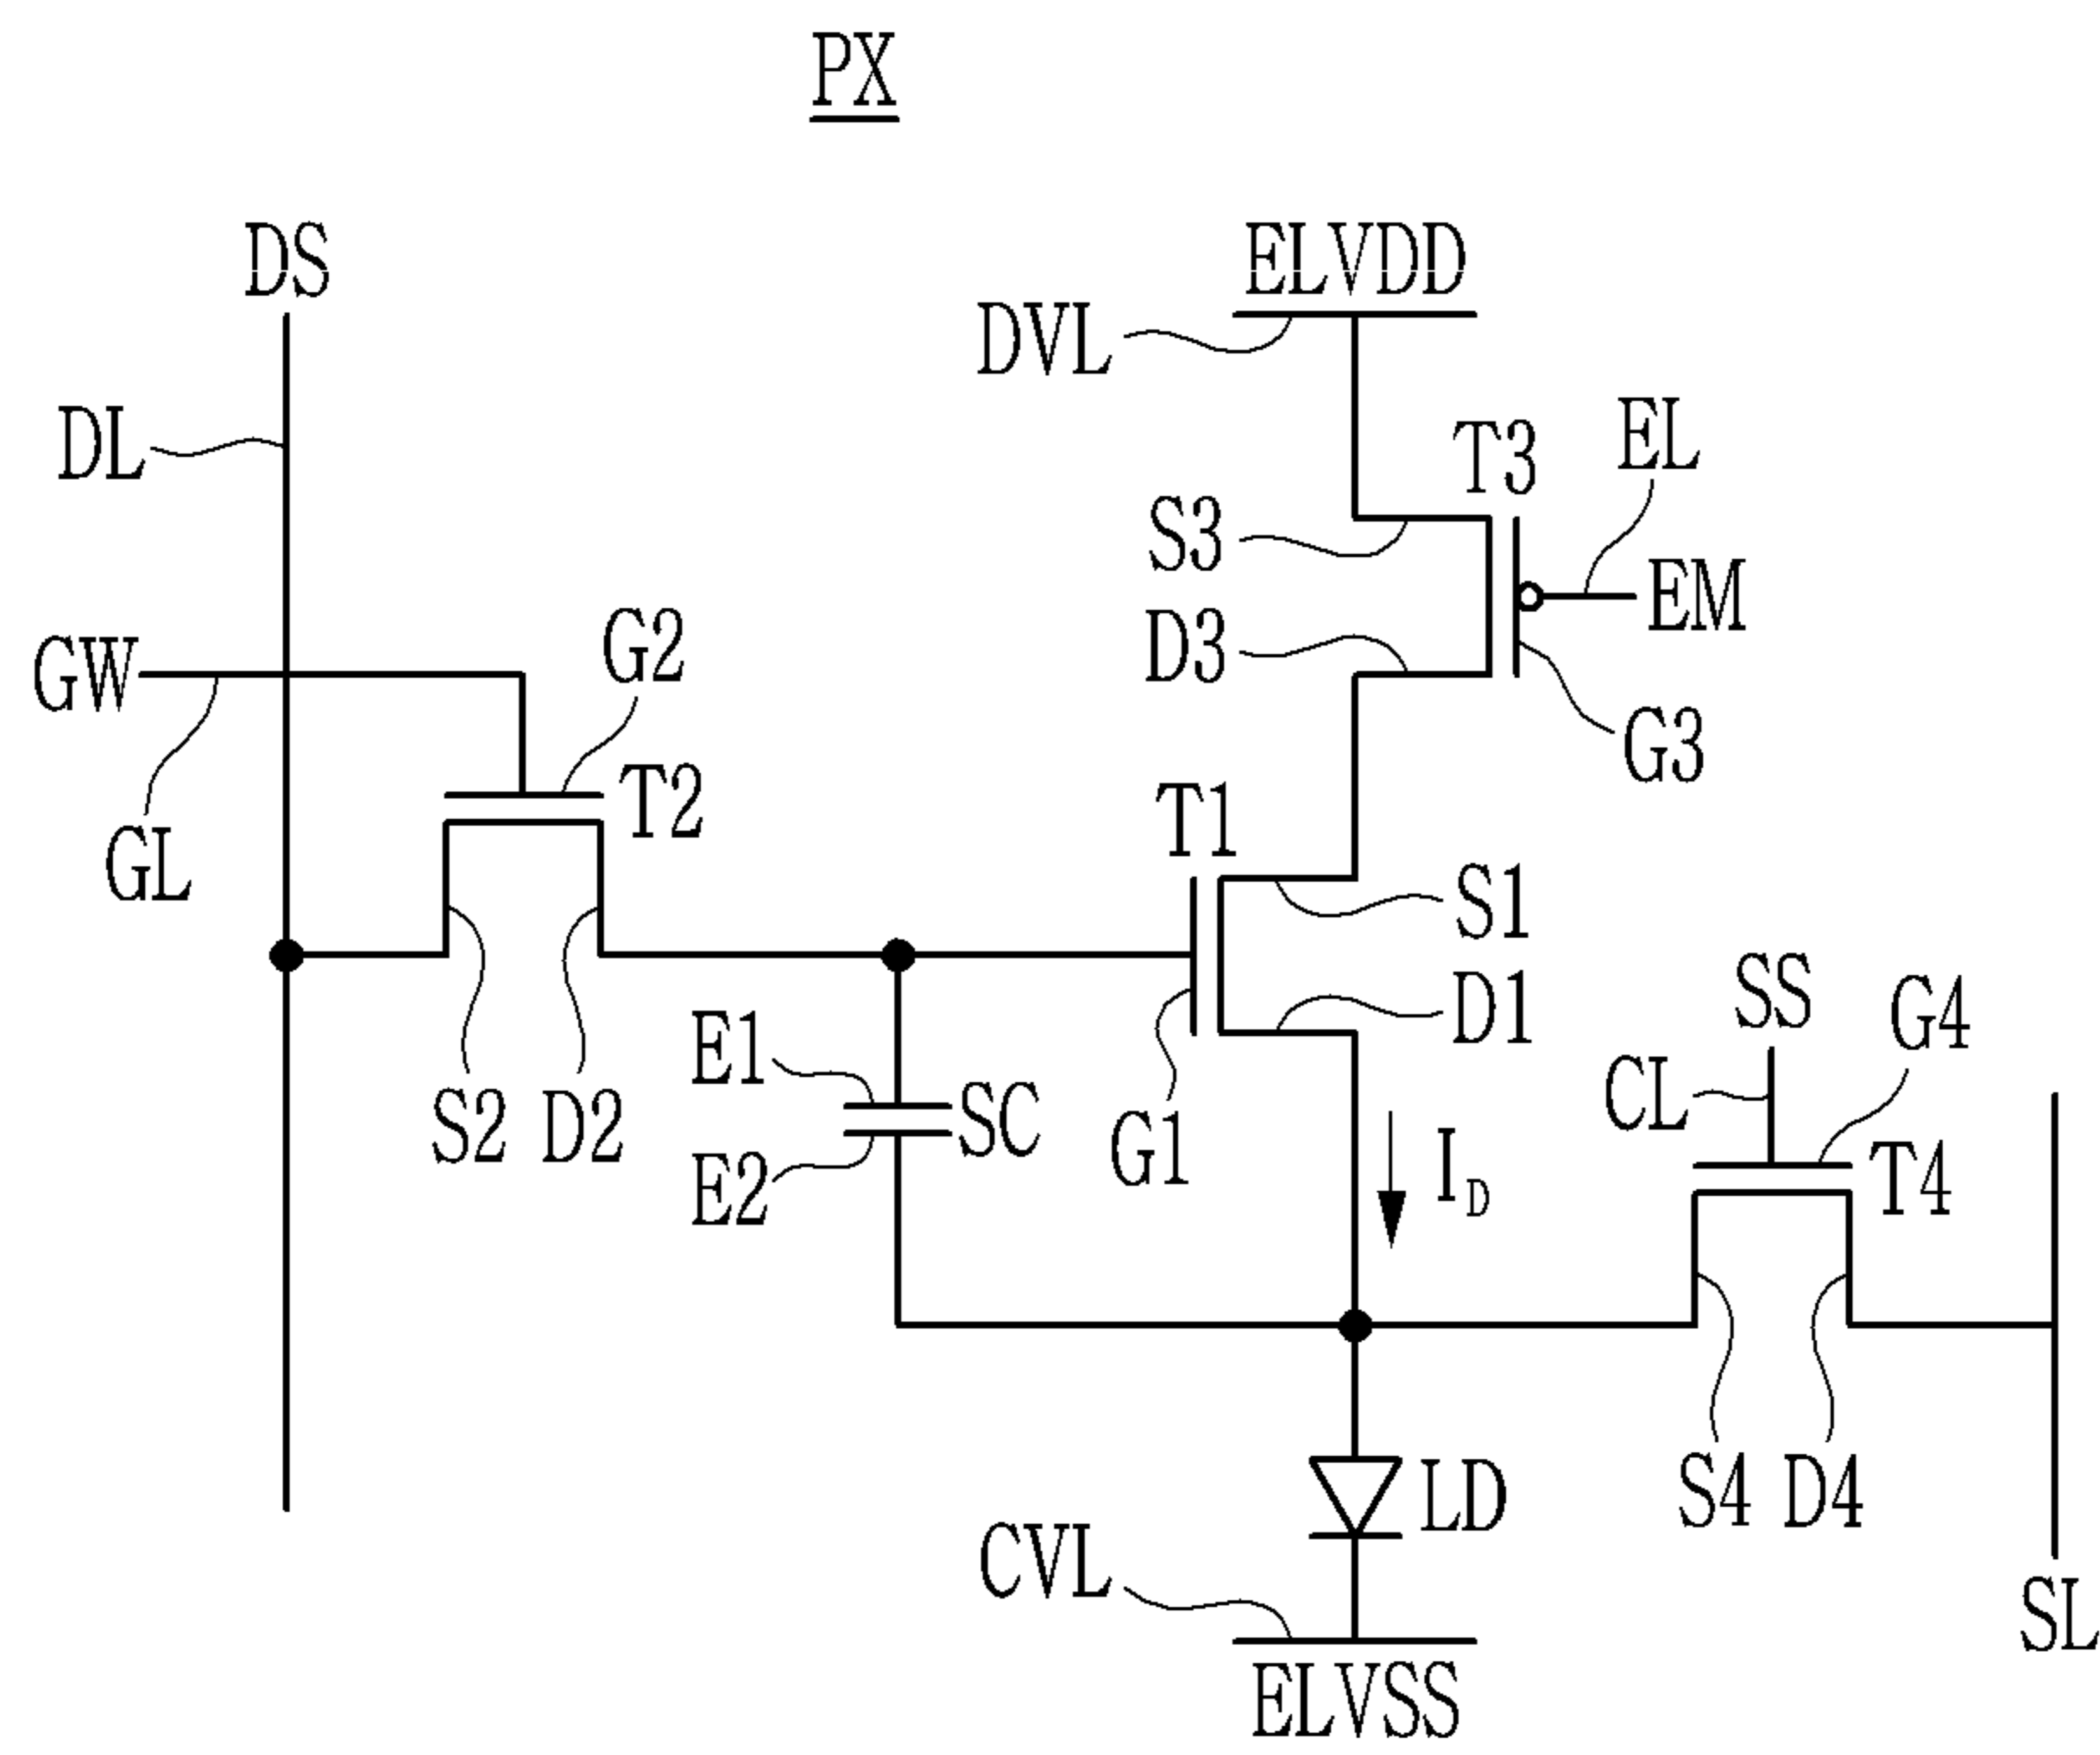 PX
DS
ELVDD
DVL
DL
T3
EL
S3
EM
D3
GW
G2
G3
T2
T1
GL
S1
D1
SS
G4
E1
CL
S2
D2
SC
G1
I_D
T4
E2
LD
S4
D4
CVL
SL
ELVSS